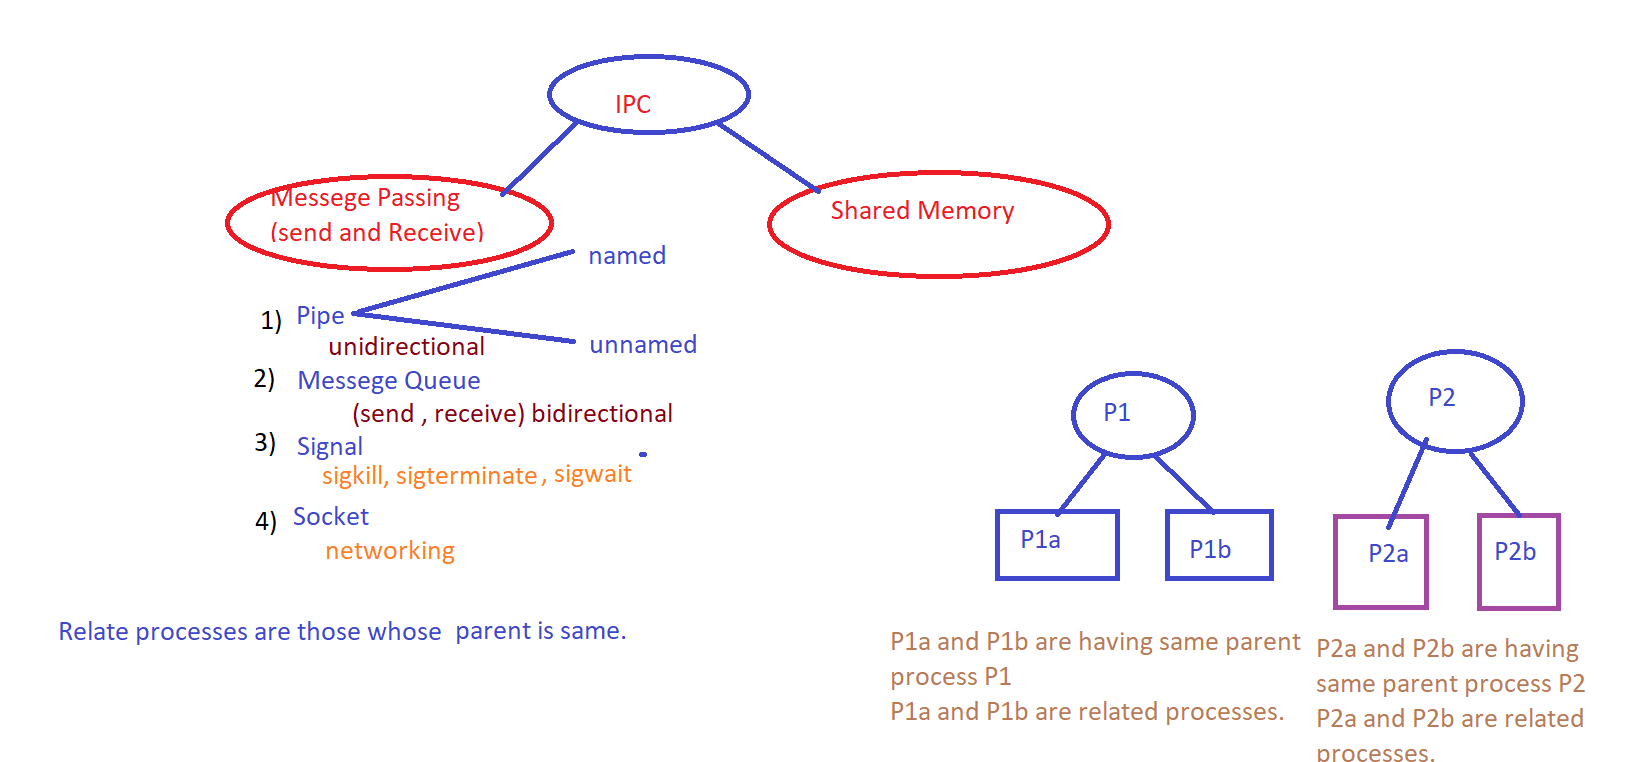 IPC
Messege Passing
(send and Receive)
Shared Memory
named
1) Pipe
unidirectional
unnamed
2) Messege Queue
(send , receive) bidirectional
3) Signal
sigkill, sigterminate , sigwait
4) Socket
networking
Relate processes are those whose parent is same.
P1
P1a
P1b
P1a and P1b are having same parent
process P1
P1a and P1b are related processes.
P2
P2a
P2b
P2a and P2b are having
same parent process P2
P2a and P2b are related
processes.